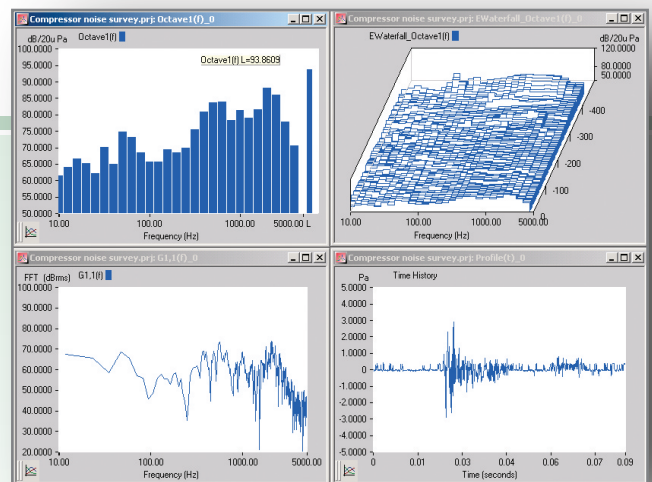 Compressor noise survey.prj: Octave1(f)_0
dB/20u Pa
Octave1(f)
Octave1(f) L=93.8609
100.0000
95.0000
90.0000
85.0000
80.0000
75.0000
70.0000
65.0000
60.0000
55.0000
50.0000
10.00 100.00 1000.00 5000.00 L
Frequency (Hz)
Compressor noise survey.prj: EWaterfall_Octave1(f)_0
EWaterfall_Octave1(f)
dB/20u Pa
120.0000
80.0000
50.0000
-400
-300
-200
-100
0
10.00 100.00 1000.00 5000.00
Frequency (Hz)
Compressor noise survey.prj: G1,1(f)_0
FFT (dBrms)
G1,1(f)
100.0000
90.0000
80.0000
70.0000
60.0000
50.0000
40.0000
30.0000
20.0000
10.00 100.00 1000.00 5000.00
Frequency (Hz)
Compressor noise survey.prj: Profile(t)_0
Pa
Time History
5.0000
4.0000
3.0000
2.0000
1.0000
0.0000
-1.0000
-2.0000
-3.0000
-4.0000
-5.0000
0 0.01 0.03 0.04 0.06 0.07 0.09
Time (seconds)